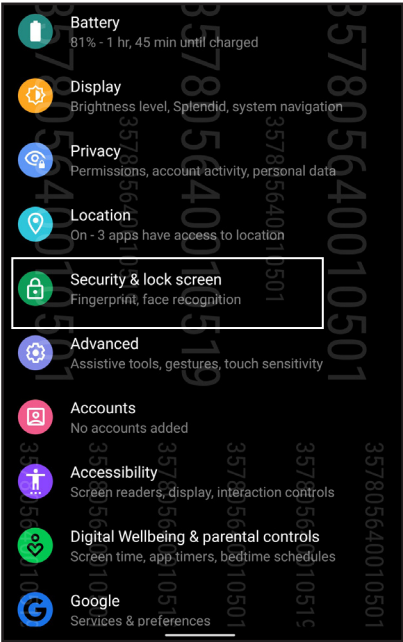 Battery
81% - 1 hr, 45 min until charged
Display
Brightness level, Splendid, system navigation
Privacy
Permissions, account activity, personal data
Location
On - 3 apps have access to location
Security & lock screen
Fingerprint, face recognition
Advanced
Assistive tools, gestures, touch sensitivity
Accounts
No accounts added
Accessibility
Screen readers, display, interaction controls
Digital Wellbeing & parental controls
Screen time, app timers, bedtime schedules
Google
Services & preferences